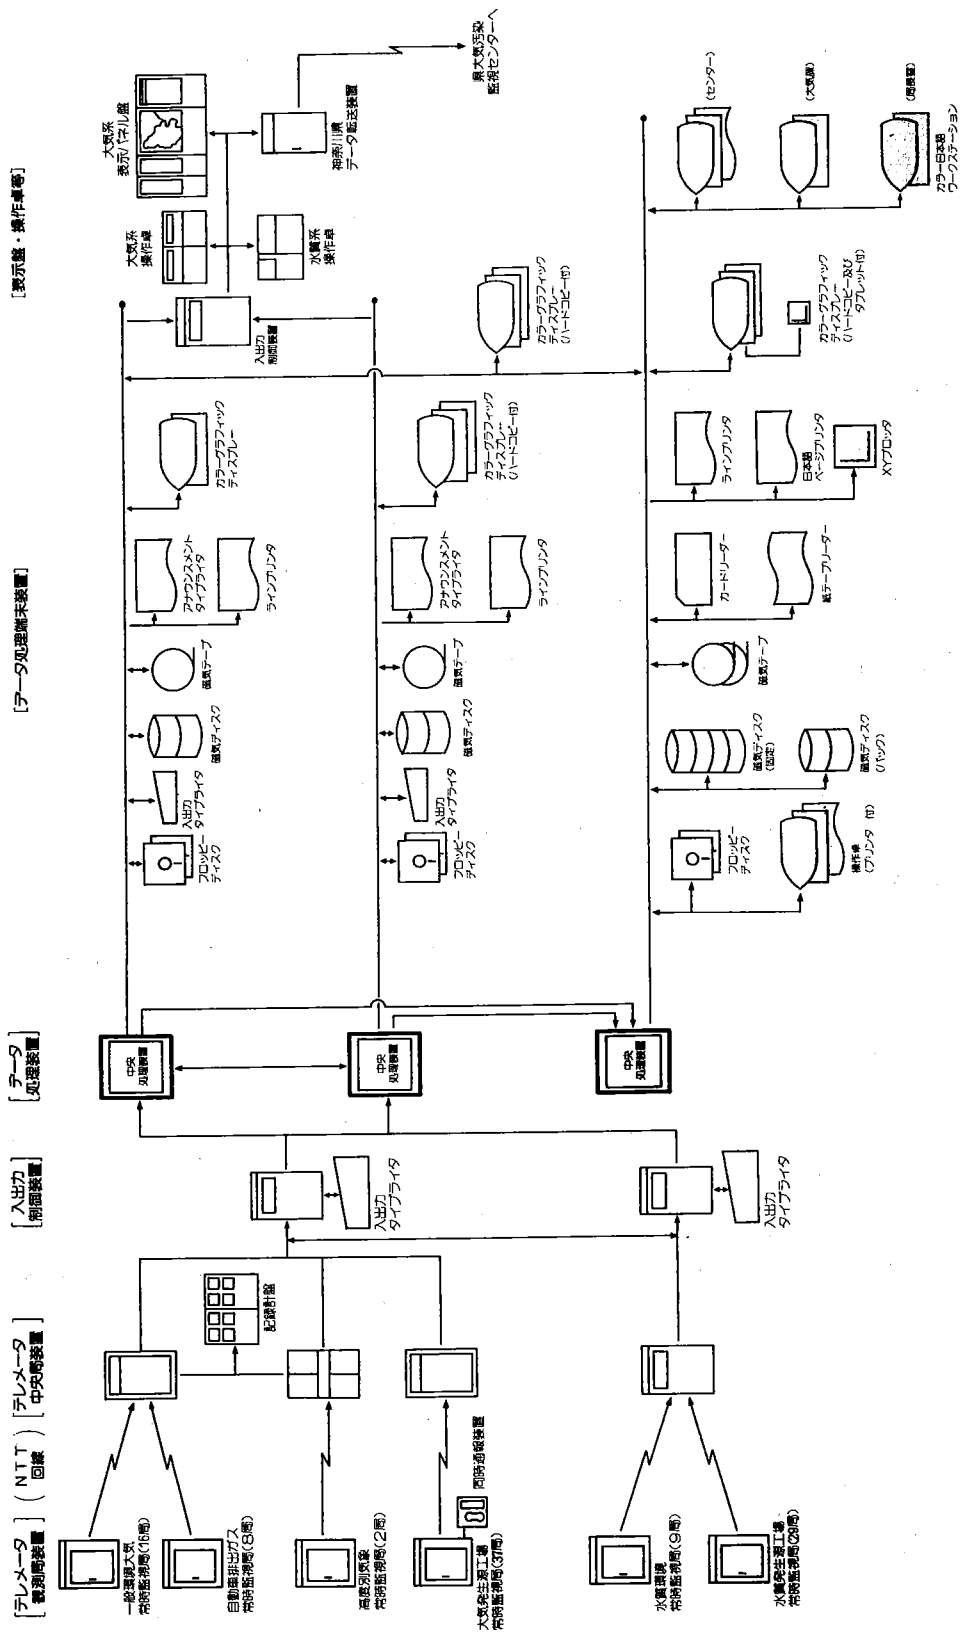 [テレメータ
観測局装置]
(NTT
回線)
[テレメータ
中央局装置]
[入出力
制御装置]
[データ
処理装置]
[データ処理端末装置]
[表示盤・操作卓等]
一般環境大気
常時監視局(16局)
自動車排出ガス
常時監視局(8局)
高度別気象
常時監視局(2局)
大気発生源工場
常時監視局(37局)
同時通報装置
水質環境
常時監視局(9局)
水質発生源工場
常時監視局(29局)
記録計盤
入出力
タイプライタ
入出力
タイプライタ
中央
処理装置
中央
処理装置
中央
処理装置
フロッピー
ディスク
入出力
タイプライタ
磁気ディスク
磁気テープ
アナウンスメント
タイプライタ
ラインプリンタ
カラーグラフィック
ディスプレー
入出力
制御装置
大気系
操作卓
水質系
操作卓
大気系
表示パネル盤
神奈川県
データ転送装置
県大気汚染
監視センターへ
フロッピー
ディスク
入出力
タイプライタ
磁気ディスク
磁気テープ
アナウンスメント
タイプライタ
ラインプリンタ
カラーグラフィック
ディスプレー
(ハードコピー付)
カラーグラフィック
ディスプレー
(ハードコピー付)
フロッピー
ディスク
操作卓
(プリンタ 付)
磁気ディスク
(固定)
磁気ディスク
(パック)
磁気テープ
カードリーダー
紙テープリーダー
ラインプリンタ
日本語
ページプリンタ
XYプロッタ
カラーグラフィック
ディスプレー
(ハードコピー及び
タブレット付)
(センター)
(大気課)
(局長室)
カラー日本語
ワークステーション